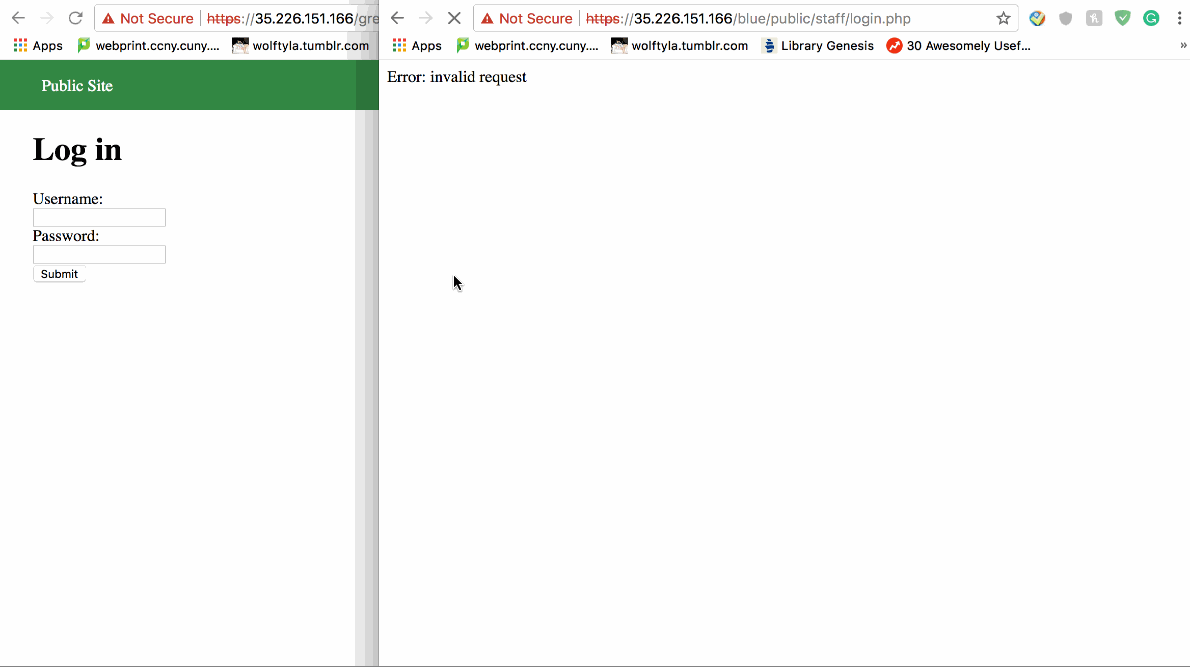 Not Secure https://35.226.151.166/gre
Apps webprint.ccny.cuny.... wolftyla.tumblr.com
Public Site
Log in
Username:
Password:
Submit
Not Secure https://35.226.151.166/blue/public/staff/login.php
Apps webprint.ccny.cuny.... wolftyla.tumblr.com Library Genesis 30 Awesomely Usef... »
Error: invalid request